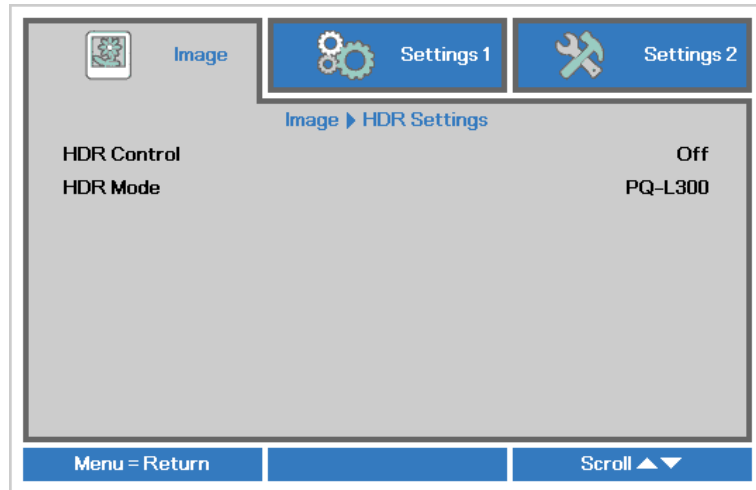 Image
Settings 1
Settings 2
Image ▶ HDR Settings
HDR Control Off
HDR Mode PQ-L300
Menu = Return
Scroll ▲▼